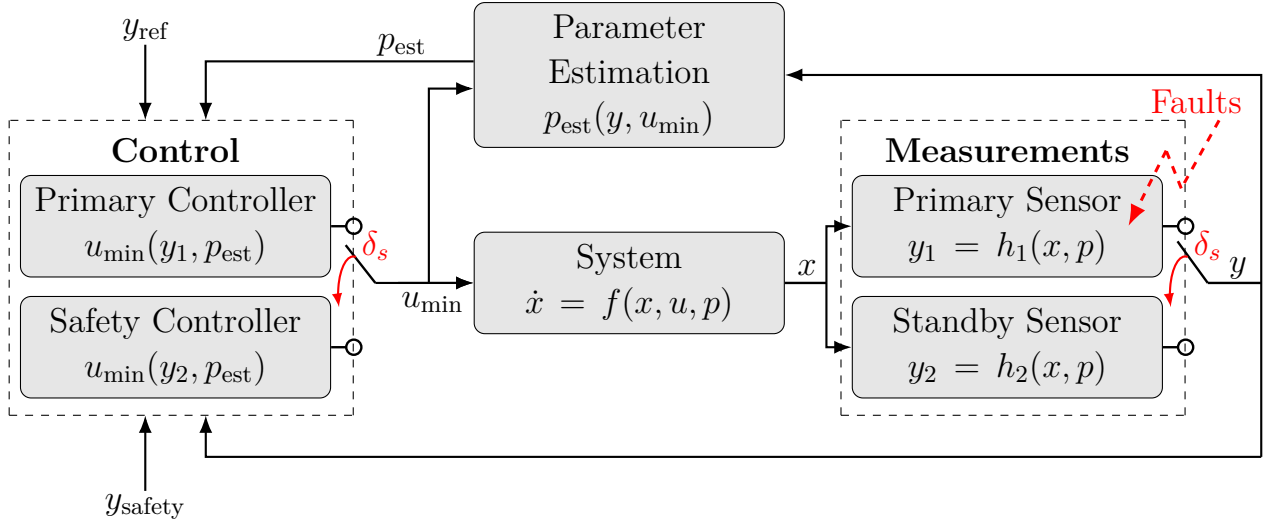 y_ref
p_est
Parameter
Estimation
p_est(y, u_min)
Faults
Control
Primary Controller
u_min(y_1, p_est)
δ_s
Safety Controller
u_min(y_2, p_est)
u_min
System
ẋ = f(x, u, p)
x
Measurements
Primary Sensor
y_1 = h_1(x, p)
δ_s
y
Standby Sensor
y_2 = h_2(x, p)
y_safety